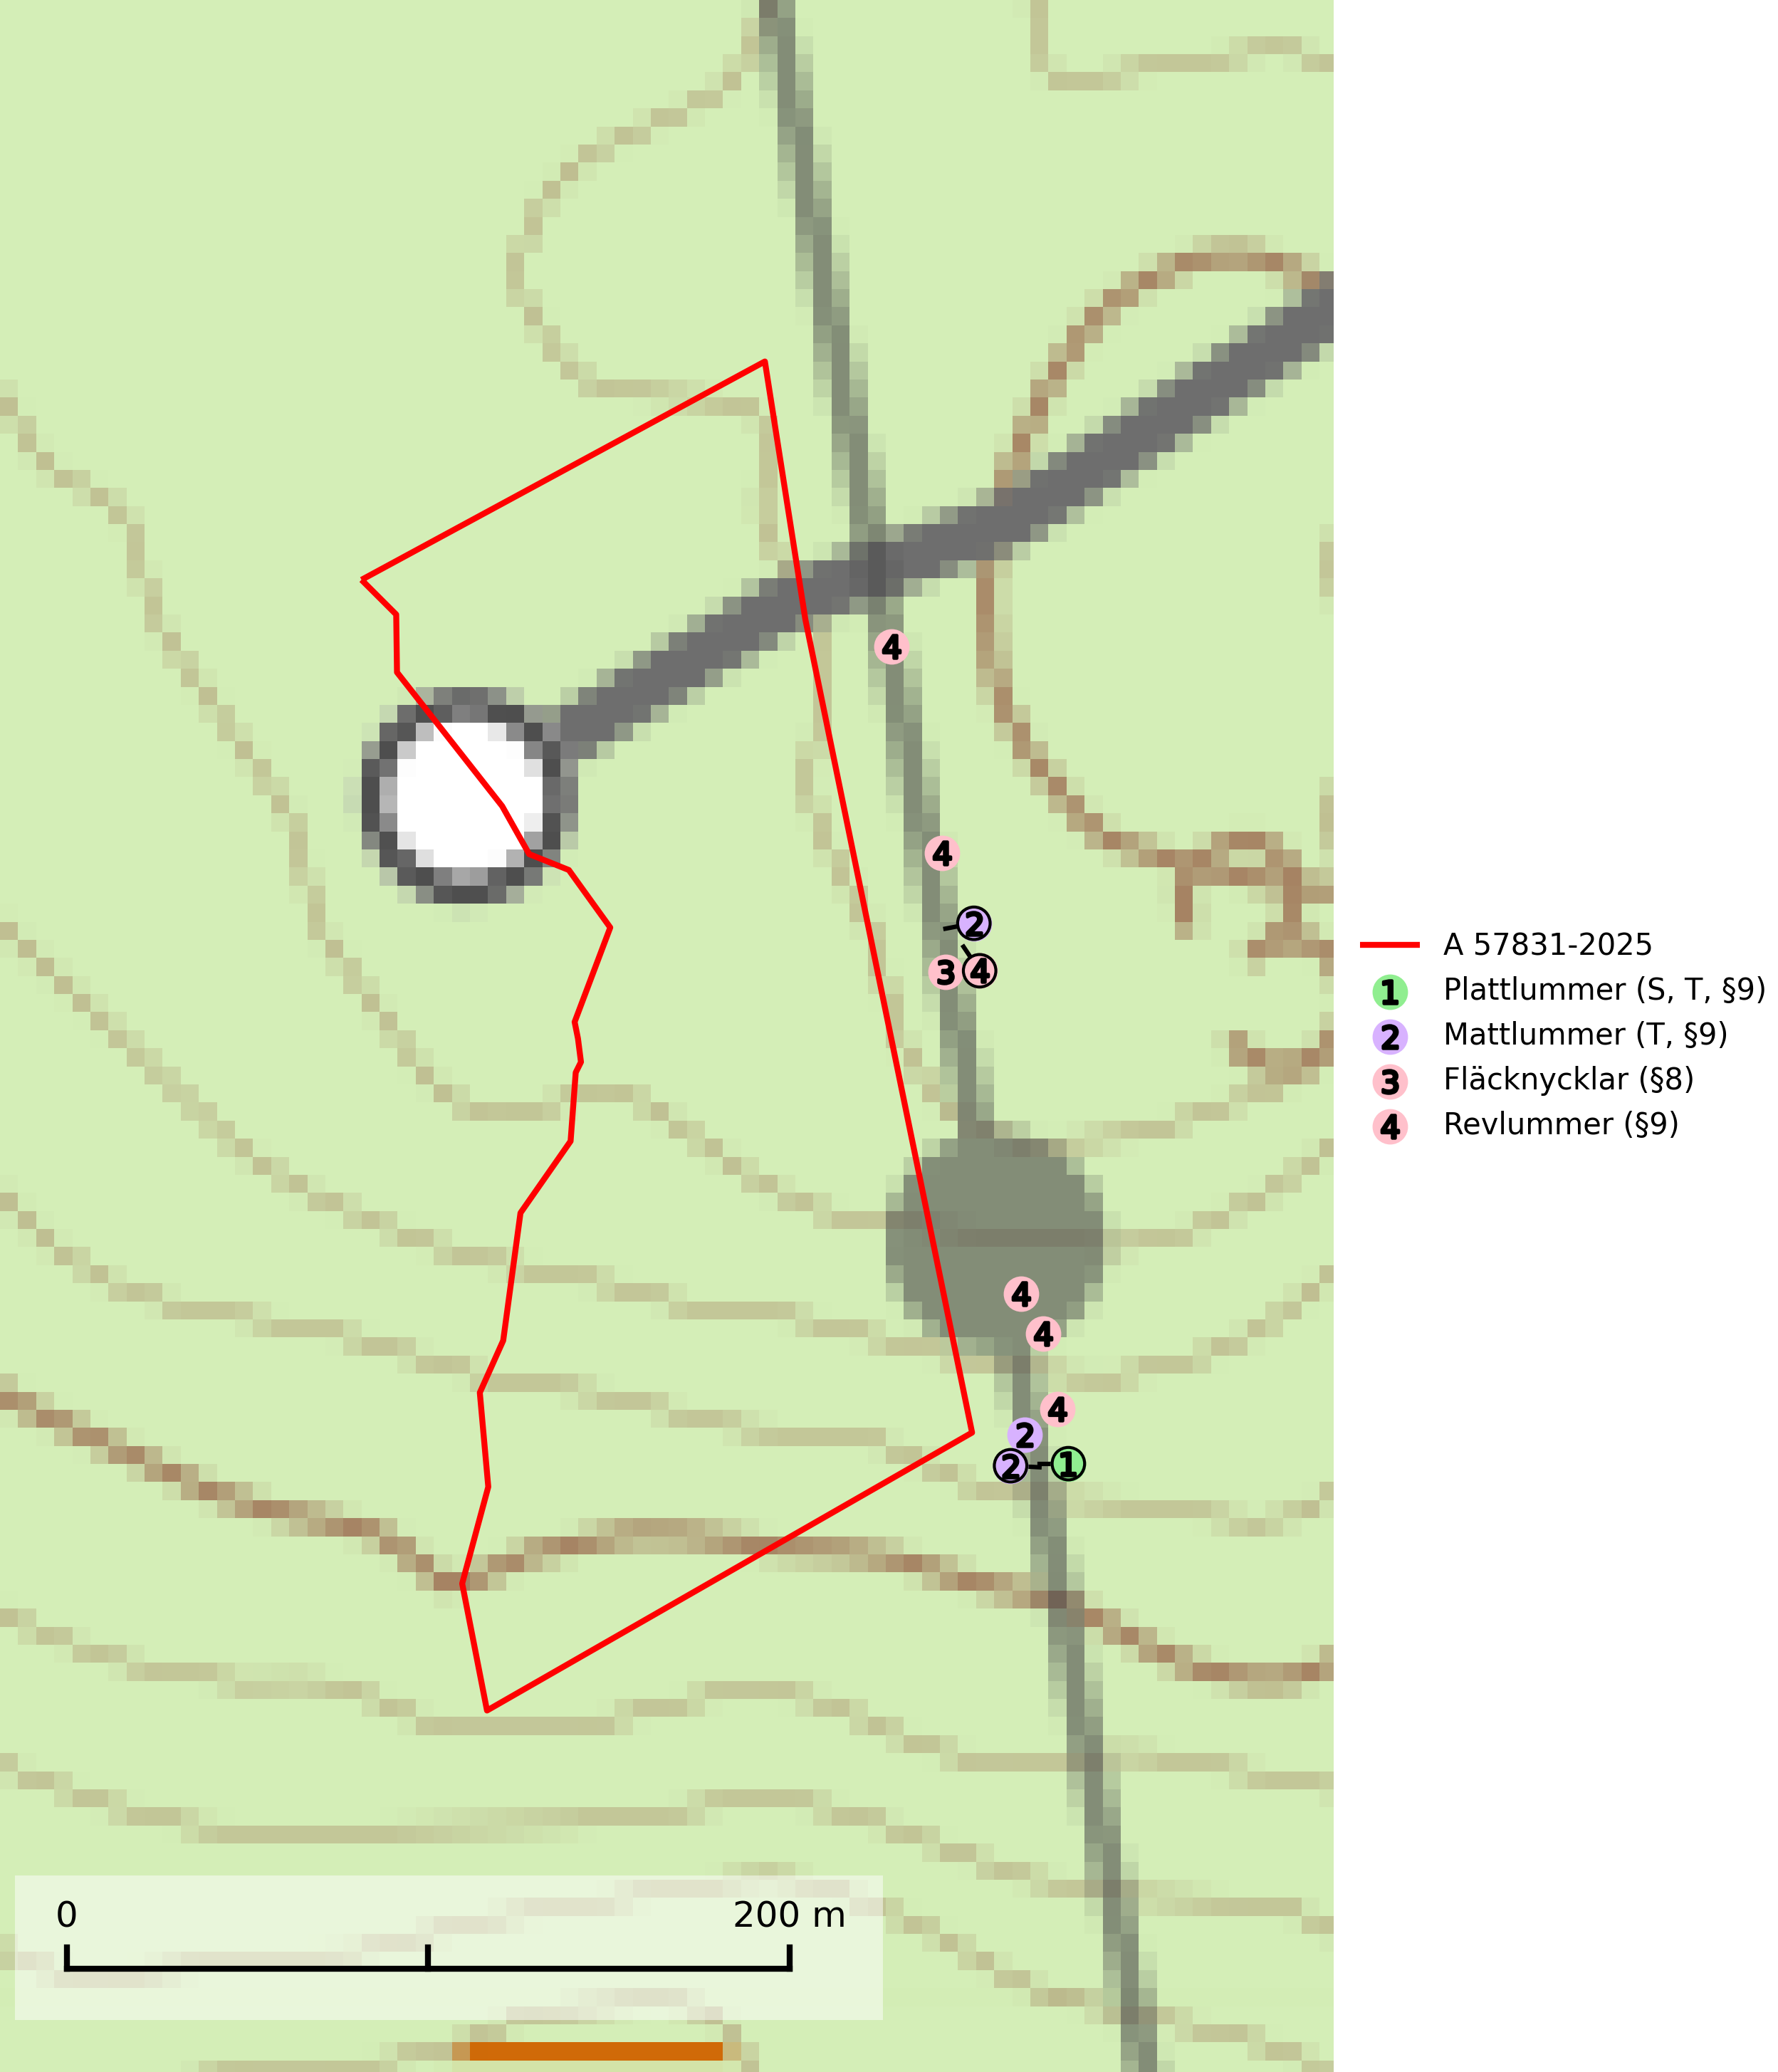 4
4
2
3 4
4
4
4
2
2 1
A 57831-2025
1 Plattlummer (S, T, §9)
2 Mattlummer (T, §9)
3 Fläcknycklar (§8)
4 Revlummer (§9)
0 200 m